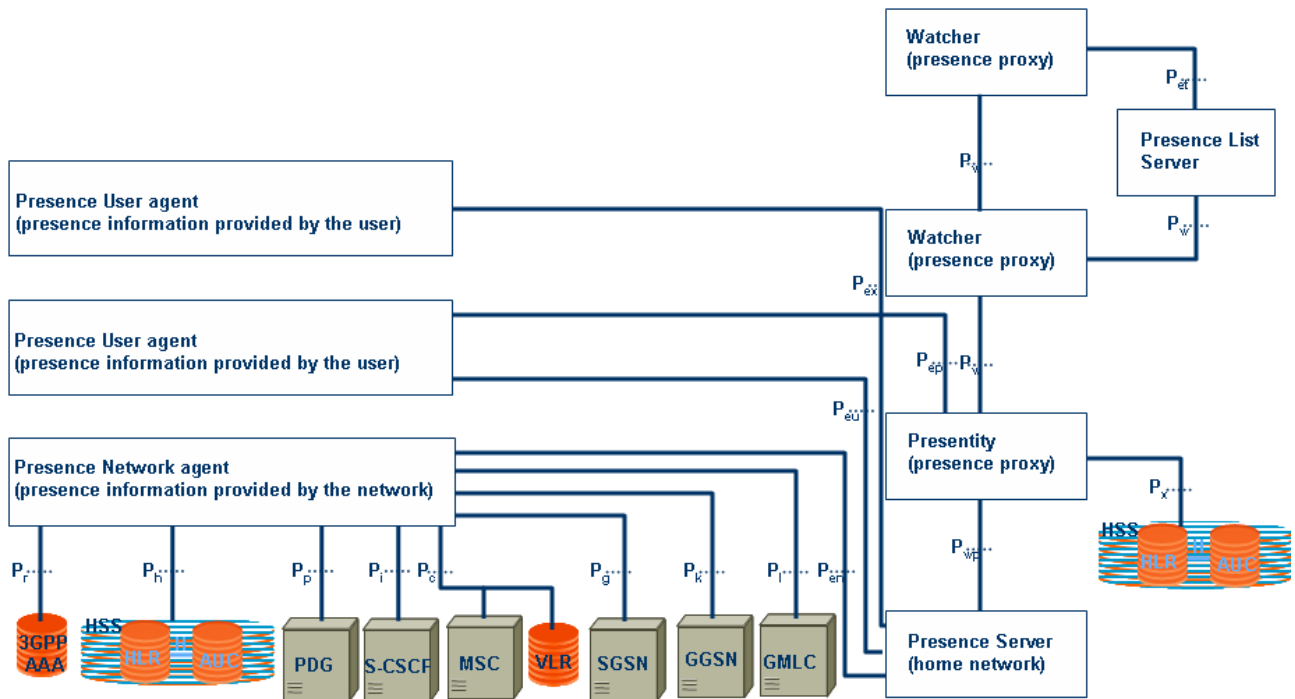 Watcher
(presence proxy)
Pet
Presence List
Server
Pw
Pw
Presence User agent
(presence information provided by the user)
Watcher
(presence proxy)
Pex
Presence User agent
(presence information provided by the user)
Pep
Pw
Peu
Presence Network agent
(presence information provided by the network)
Presentity
(presence proxy)
Px
HSS
HLR
H
AUC
Pr
Ph
Pp
Pi
Pc
Pg
Pk
Pl
Pen
Pwp
3GPP
AAA
HSS
HLR
H
AUC
PDG
S-CSCF
MSC
VLR
SGSN
GGSN
GMLC
Presence Server
(home network)